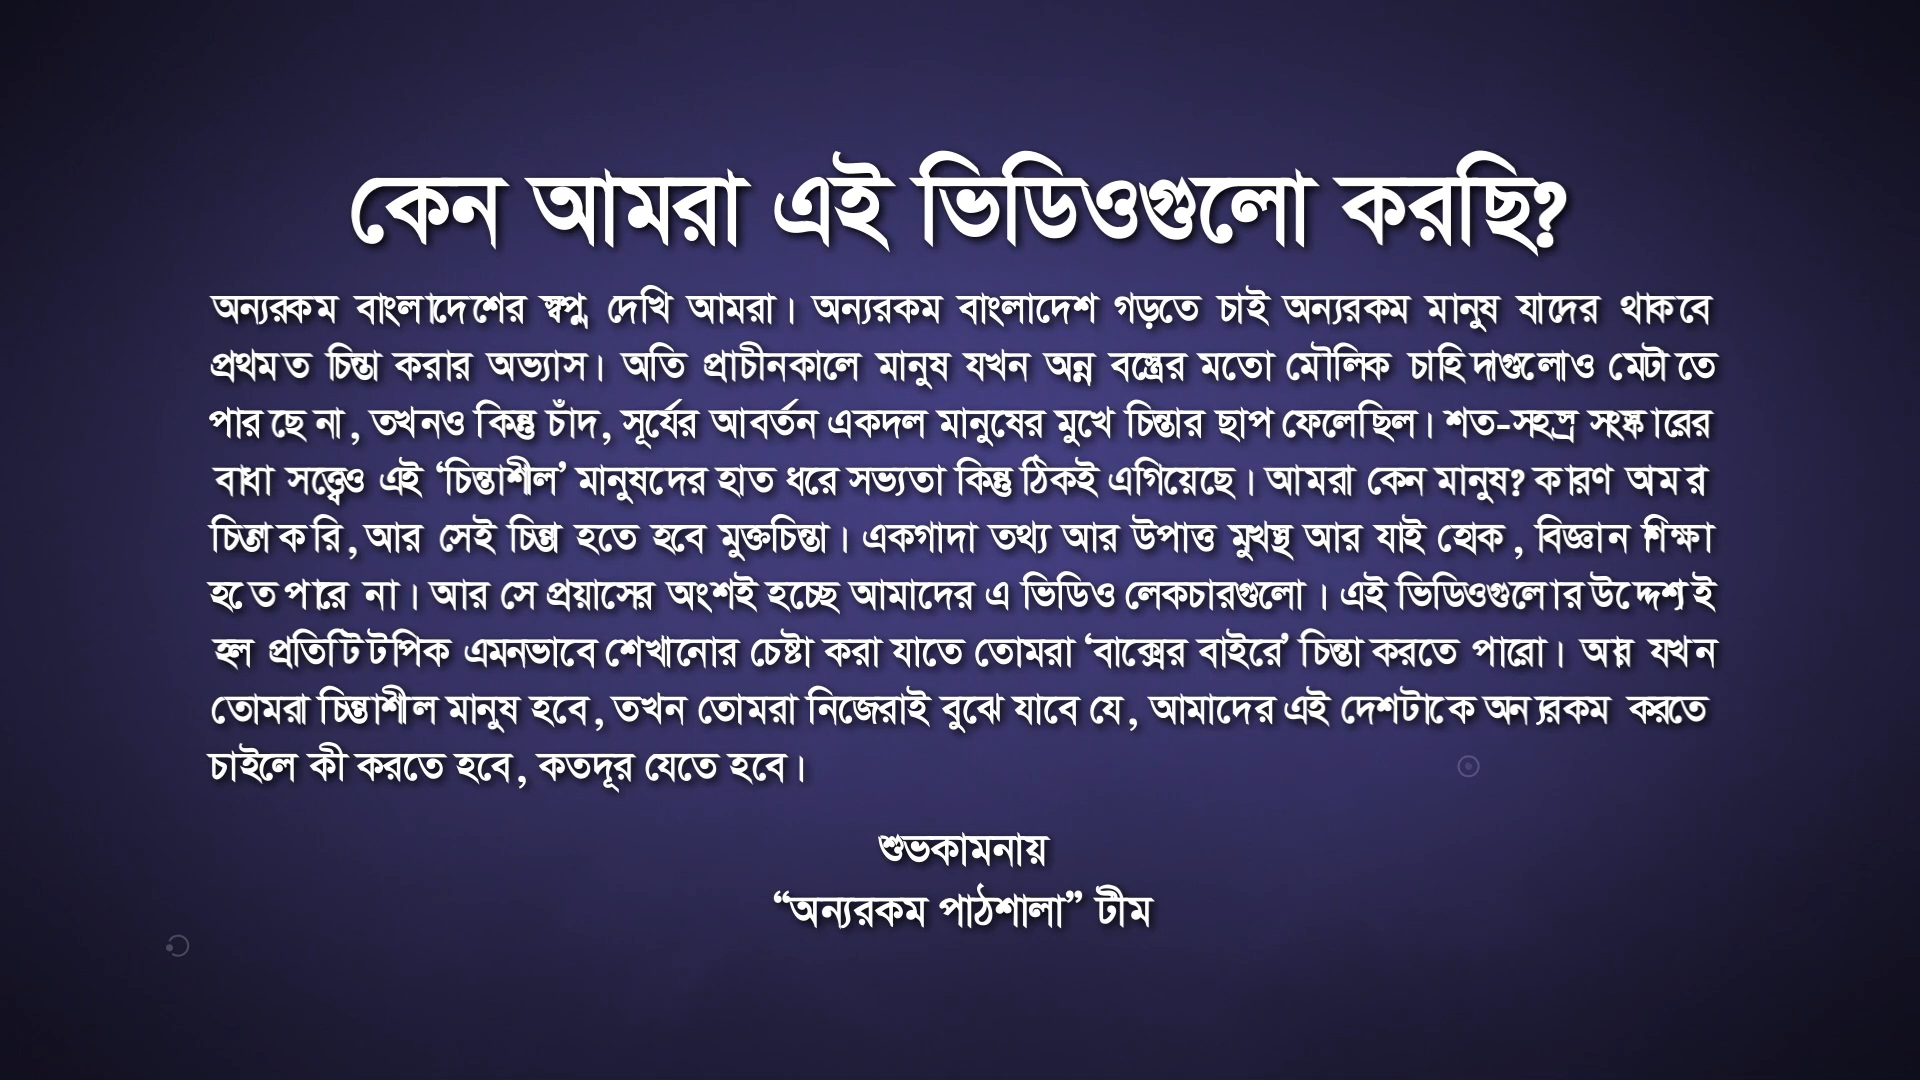 কেন আমরা এই ভিডিওগুলো করছি?
অন্যরকম বাংলাদেশের স্বপ্ন দেখি আমরা। অন্যরকম বাংলাদেশ গড়তে চাই অন্যরকম মানুষ যাদের থাকবে
প্রথমত চিন্তা করার অভ্যাস। অতি প্রাচীনকালে মানুষ যখন অন্ন বস্ত্রের মতো মৌলিক চাহিদাগুলোও মেটাতে
পারছে না, তখনও কিন্তু চাঁদ, সূর্যের আবর্তন একদল মানুষের মুখে চিন্তার ছাপ ফেলেছিল। শত-সহস্র সংস্কারের
বাধা সত্ত্বেও এই ‘চিন্তাশীল’ মানুষদের হাত ধরে সভ্যতা কিন্তু ঠিকই এগিয়েছে। আমরা কেন মানুষ? কারণ আমরা
চিন্তা করি, আর সেই চিন্তা হতে হবে মুক্তচিন্তা। একগাদা তথ্য আর উপাত্ত মুখস্থ আর যাই হোক, বিজ্ঞান শিক্ষা
হতে পারে না। আর সে প্রয়াসের অংশই হচ্ছে আমাদের এ ভিডিও লেকচারগুলো। এই ভিডিওগুলোর উদ্দেশ্যই
হল প্রতিটি টপিক এমনভাবে শেখানোর চেষ্টা করা যাতে তোমরা ‘বাক্সের বাইরে’ চিন্তা করতে পারো। আর যখন
তোমরা চিন্তাশীল মানুষ হবে, তখন তোমরা নিজেরাই বুঝে যাবে যে, আমাদের এই দেশটাকে অন্যরকম করতে
চাইলে কী করতে হবে, কতদূর যেতে হবে।
শুভকামনায়
“অন্যরকম পাঠশালা” টীম